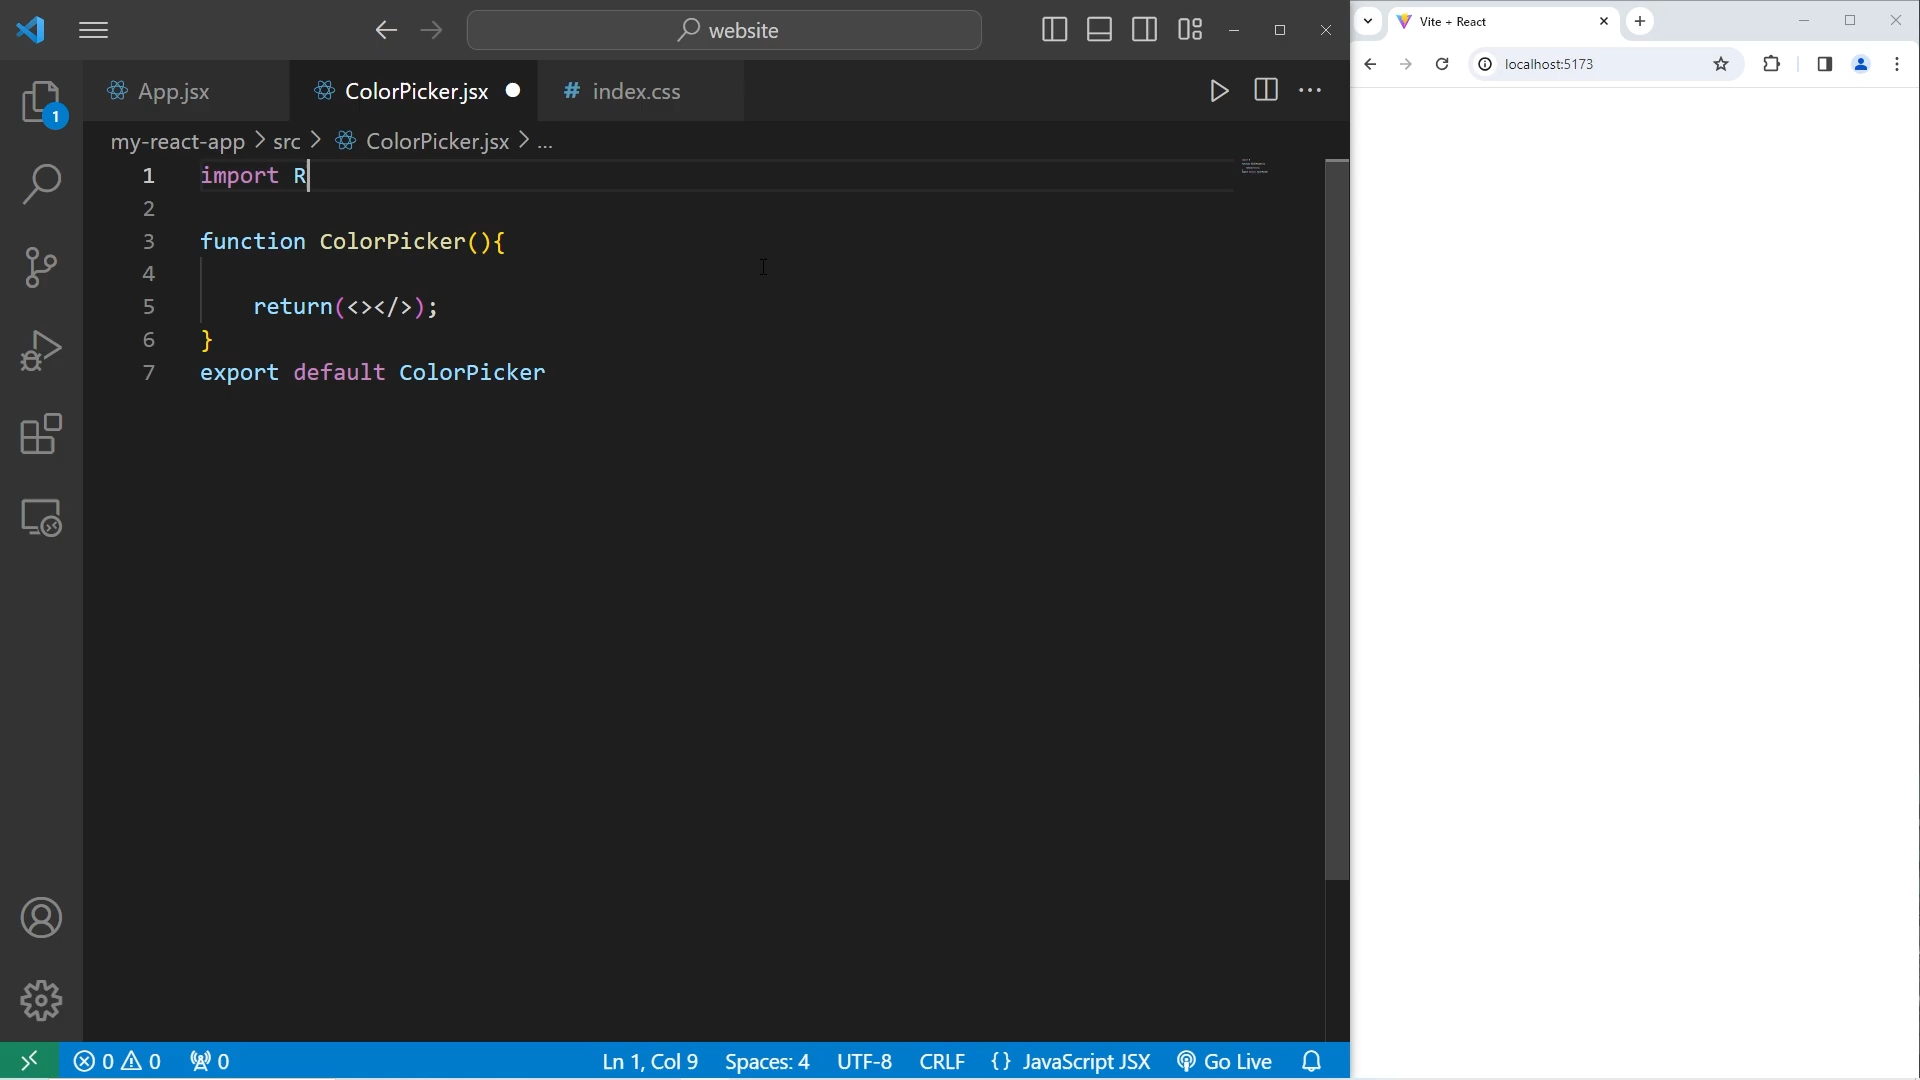 website
Vite + React
localhost:5173
App.jsx
ColorPicker.jsx
# index.css
1
my-react-app > src > ColorPicker.jsx > ...
1 import R
2
3 function ColorPicker(){
4
5 return(<></>);
6 }
7 export default ColorPicker
0 0 0
Ln 1, Col 9
Spaces: 4
UTF-8
CRLF
{ } JavaScript JSX
Go Live